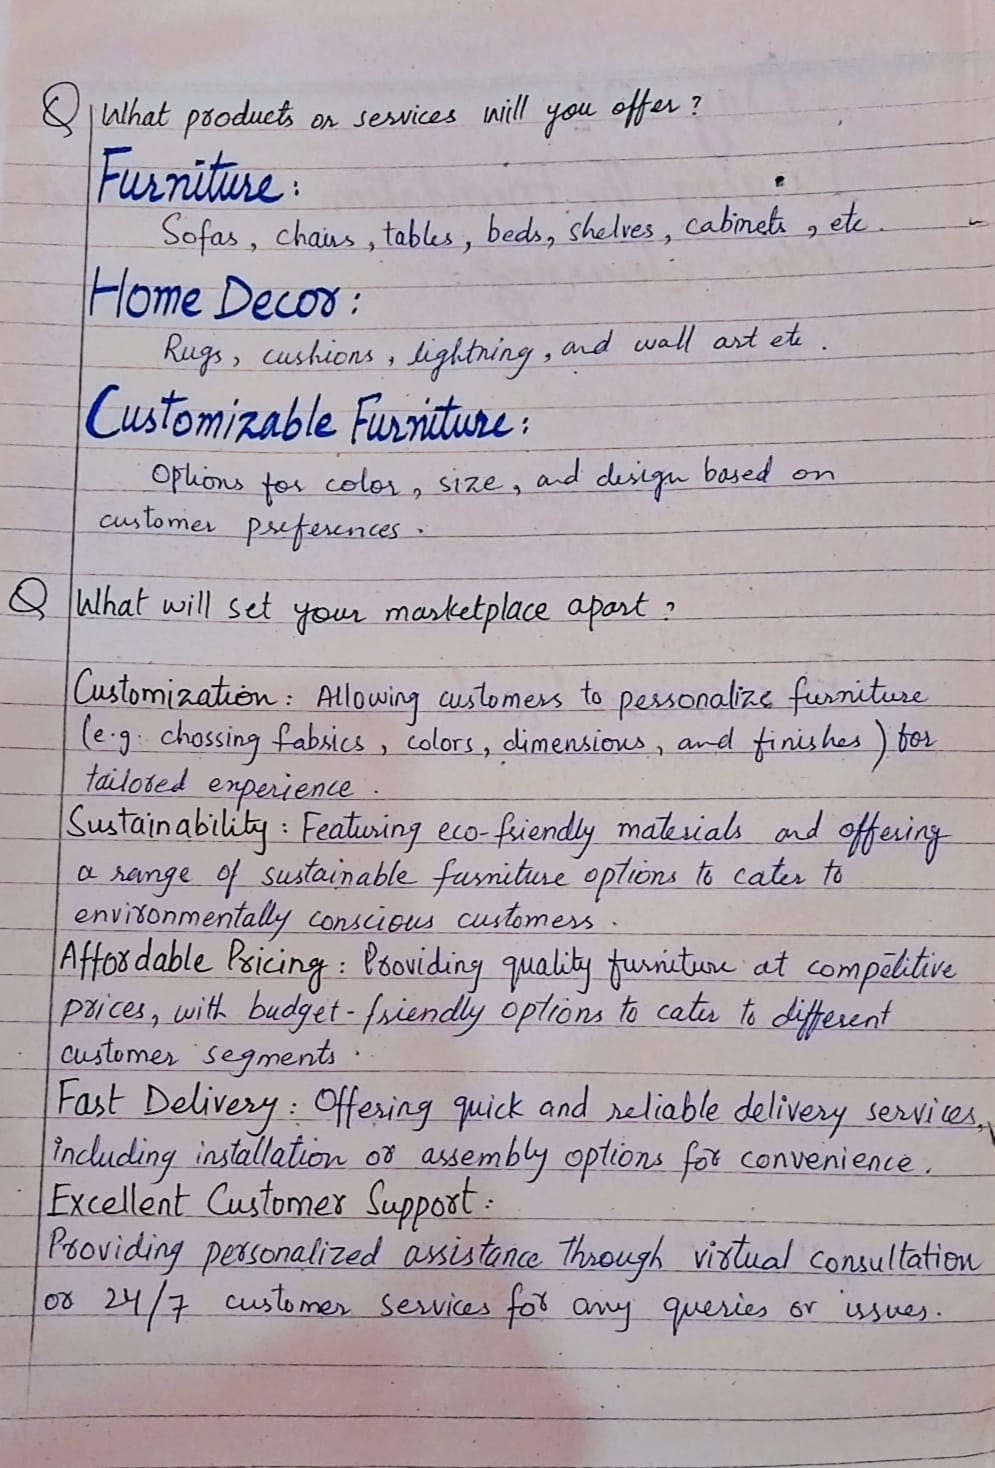 Q What products or services will you offer ?
Furniture :
Sofas, chairs, tables, beds, shelves, cabinets, etc.
Home Decor :
Rugs, cushions, lightning, and wall art etc.
Customizable Furniture :
Options for color, size, and design based on
customer preferences.
Q What will set your marketplace apart ?
Customization : Allowing customers to personalize furniture
(e.g. chossing fabrics, colors, dimensions, and finishes) for
tailored experience.
Sustainability : Featuring eco-friendly materials and offering
a range of sustainable furniture options to cater to
environmentally conscious customers.
Affordable Pricing : Providing quality furniture at competitive
prices, with budget-friendly options to cater to different
customer segments.
Fast Delivery : Offering quick and reliable delivery services,
including installation or assembly options for convenience.
Excellent Customer Support :
Providing personalized assistance through virtual consultation
or 24/7 customer services for any queries or issues.